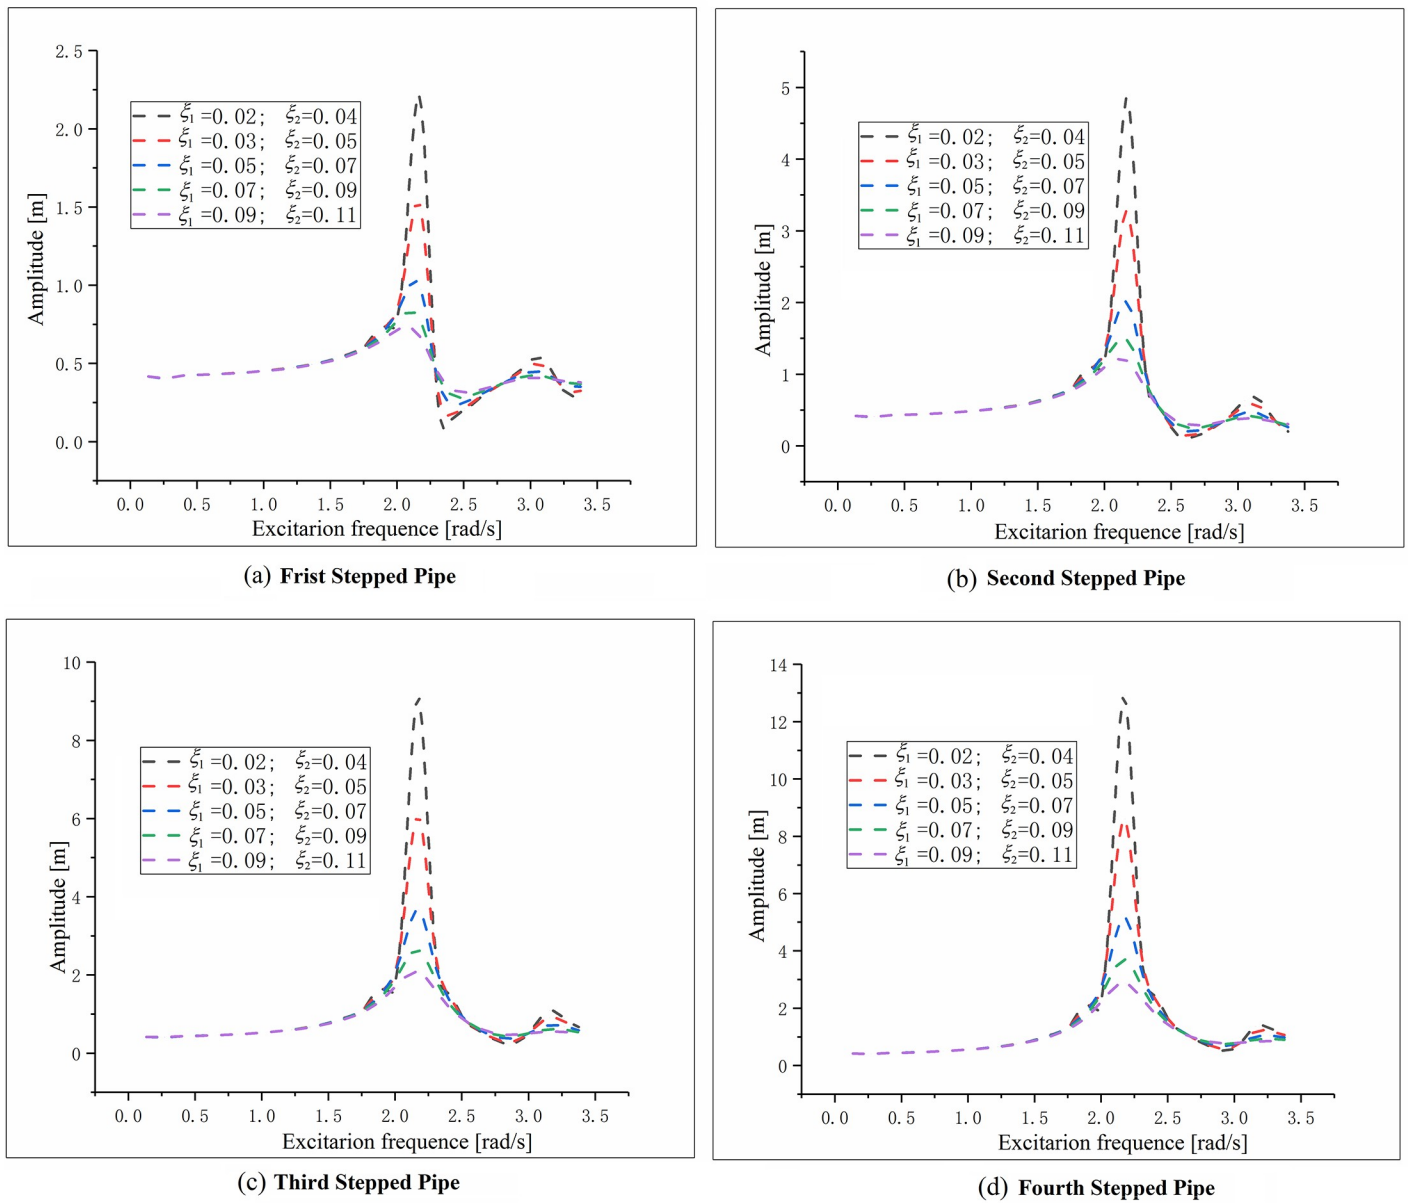 2.5
2.0
1.5
1.0
0.5
0.0
Amplitude [m]
ξ₁ =0.02; ξ₂=0.04
ξ₁ =0.03; ξ₂=0.05
ξ₁ =0.05; ξ₂=0.07
ξ₁ =0.07; ξ₂=0.09
ξ₁ =0.09; ξ₂=0.11
0.0 0.5 1.0 1.5 2.0 2.5 3.0 3.5
Excitarion frequence [rad/s]
(a) Frist Stepped Pipe
5
4
3
2
1
0
Amplitude [m]
ξ₁ =0.02; ξ₂=0.04
ξ₁ =0.03; ξ₂=0.05
ξ₁ =0.05; ξ₂=0.07
ξ₁ =0.07; ξ₂=0.09
ξ₁ =0.09; ξ₂=0.11
0.0 0.5 1.0 1.5 2.0 2.5 3.0 3.5
Excitarion frequence [rad/s]
(b) Second Stepped Pipe
10
8
6
4
2
0
Amplitude [m]
ξ₁ =0.02; ξ₂=0.04
ξ₁ =0.03; ξ₂=0.05
ξ₁ =0.05; ξ₂=0.07
ξ₁ =0.07; ξ₂=0.09
ξ₁ =0.09; ξ₂=0.11
0.0 0.5 1.0 1.5 2.0 2.5 3.0 3.5
Excitarion frequence [rad/s]
(c) Third Stepped Pipe
14
12
10
8
6
4
2
0
Amplitude [m]
ξ₁ =0.02; ξ₂=0.04
ξ₁ =0.03; ξ₂=0.05
ξ₁ =0.05; ξ₂=0.07
ξ₁ =0.07; ξ₂=0.09
ξ₁ =0.09; ξ₂=0.11
0.0 0.5 1.0 1.5 2.0 2.5 3.0 3.5
Excitarion frequence [rad/s]
(d) Fourth Stepped Pipe